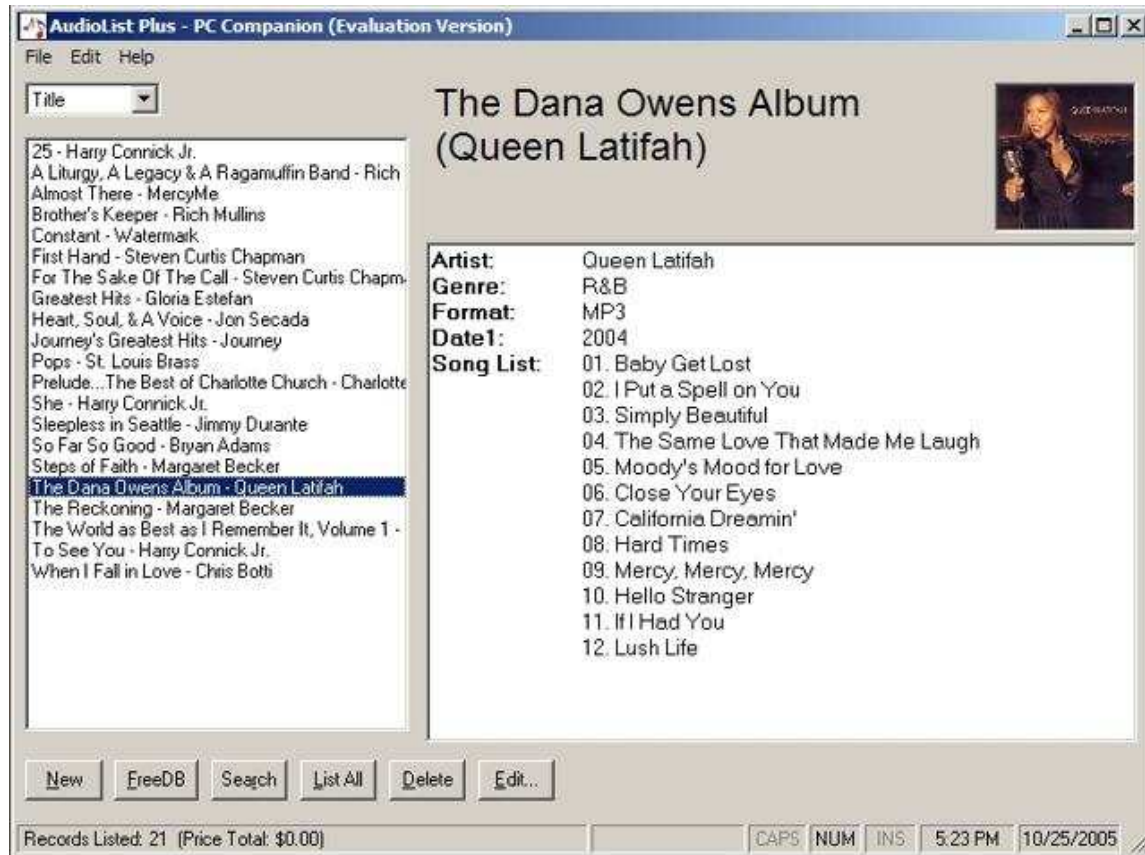 AudioList Plus - PC Companion (Evaluation Version)
File Edit Help
Title
The Dana Owens Album
(Queen Latifah)
QUEEN LATIFAH
25 - Harry Connick Jr.
A Liturgy, A Legacy & A Ragamuffin Band - Rich
Almost There - MercyMe
Brother's Keeper - Rich Mullins
Constant - Watermark
First Hand - Steven Curtis Chapman
For The Sake Of The Call - Steven Curtis Chapm
Greatest Hits - Gloria Estefan
Heart, Soul, & A Voice - Jon Secada
Journey's Greatest Hits - Journey
Pops - St. Louis Brass
Prelude...The Best of Charlotte Church - Charlotte
She - Harry Connick Jr.
Sleepless in Seattle - Jimmy Durante
So Far So Good - Bryan Adams
Steps of Faith - Margaret Becker
The Dana Owens Album - Queen Latifah
The Reckoning - Margaret Becker
The World as Best as I Remember It, Volume 1 -
To See You - Harry Connick Jr.
When I Fall in Love - Chris Botti
Artist: Queen Latifah
Genre: R&B
Format: MP3
Date1: 2004
Song List: 01. Baby Get Lost
02. I Put a Spell on You
03. Simply Beautiful
04. The Same Love That Made Me Laugh
05. Moody's Mood for Love
06. Close Your Eyes
07. California Dreamin'
08. Hard Times
09. Mercy, Mercy, Mercy
10. Hello Stranger
11. If I Had You
12. Lush Life
New FreeDB Search List All Delete Edit...
Records Listed: 21 (Price Total: $0.00) CAPS NUM INS 5:23 PM 10/25/2005